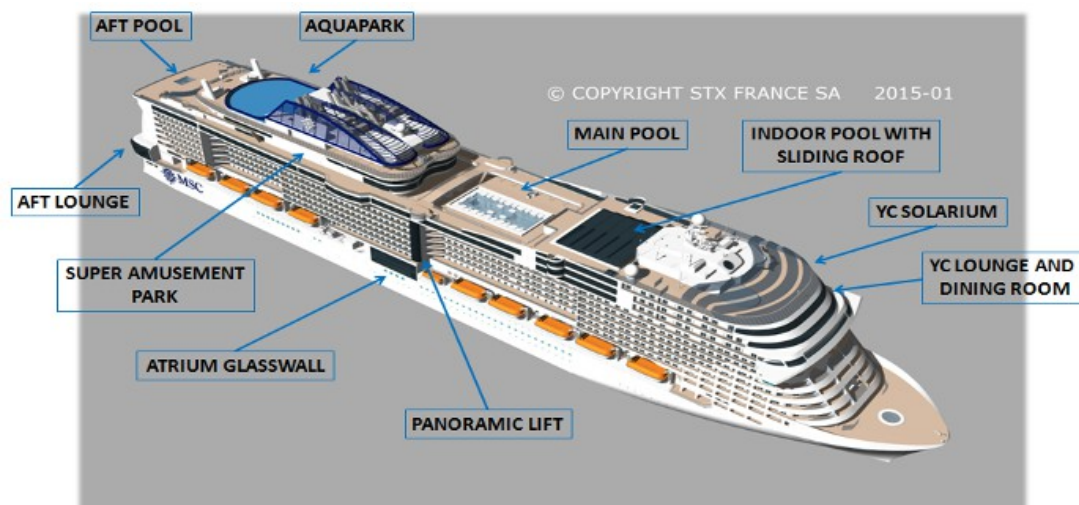 AFT POOL
AQUAPARK
© COPYRIGHT STX FRANCE SA 2015-01
MAIN POOL
INDOOR POOL WITH
SLIDING ROOF
AFT LOUNGE
MSC
YC SOLARIUM
SUPER AMUSEMENT
PARK
YC LOUNGE AND
DINING ROOM
ATRIUM GLASSWALL
PANORAMIC LIFT